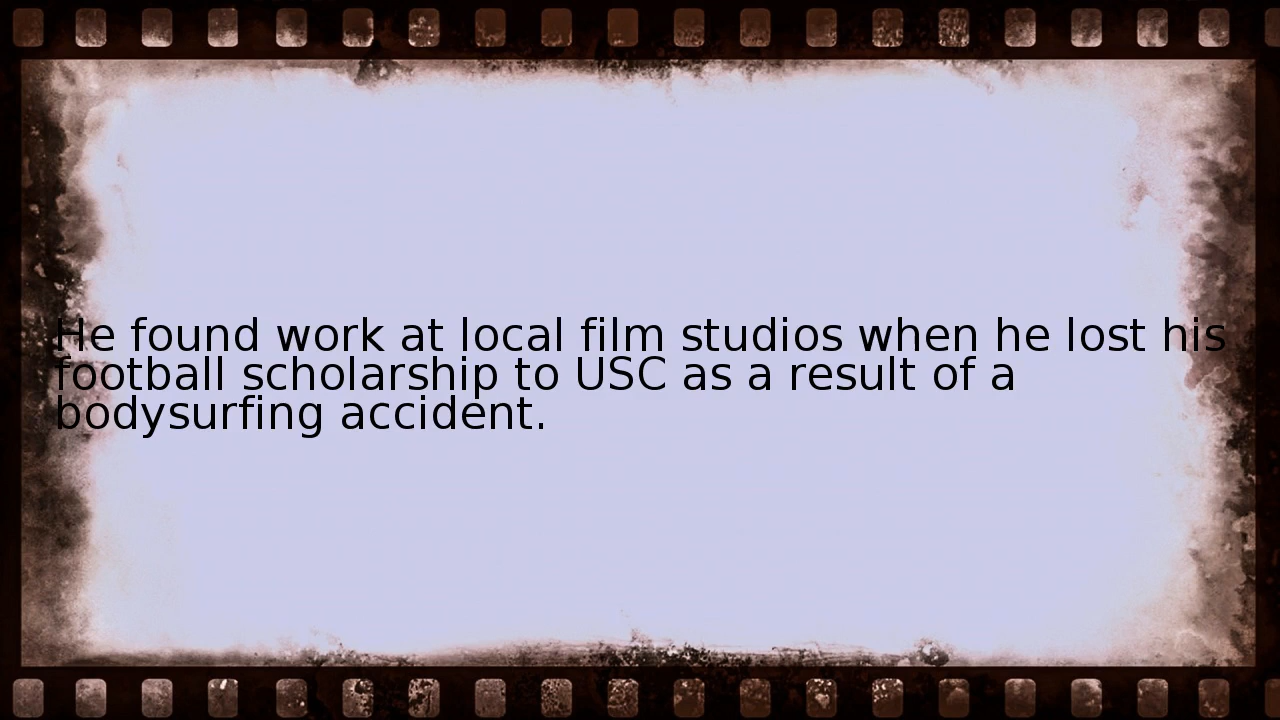 He found work at local film studios when he lost his
football scholarship to USC as a result of a
bodysurfing accident.